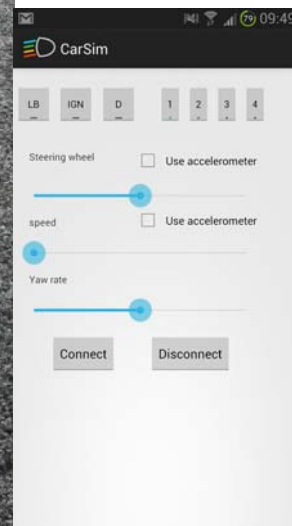 79 09:49
CarSim
LB IGN D 1 2 3 4
Steering wheel Use accelerometer
speed Use accelerometer
Yaw rate
Connect Disconnect